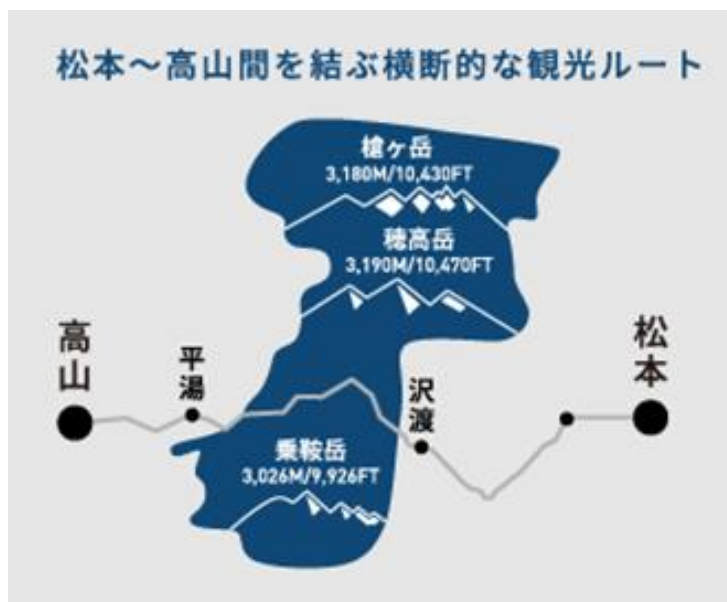 松本～高山間を結ぶ横断的な観光ルート
槍ヶ岳
3,180M/10,430FT
穂高岳
3,190M/10,470FT
高山
平湯
沢渡
松本
乗鞍岳
3,026M/9,926FT